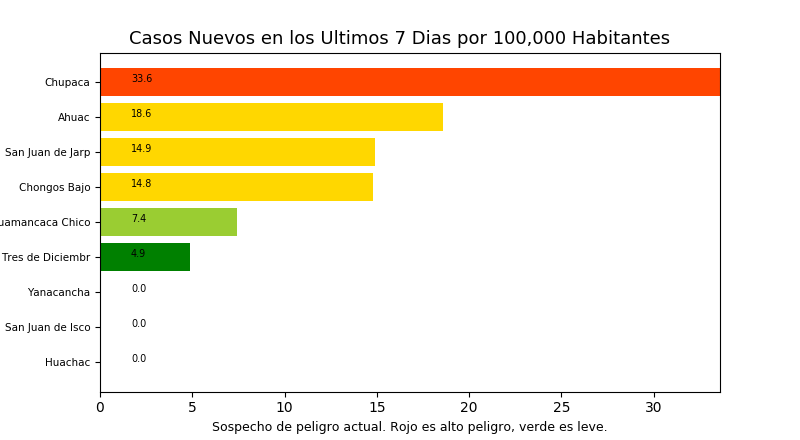 Casos Nuevos en los Ultimos 7 Dias por 100,000 Habitantes
Chupaca 33.6
Ahuac 18.6
San Juan de Jarp 14.9
Chongos Bajo 14.8
uamancaca Chico 7.4
Tres de Diciembr 4.9
Yanacancha 0.0
San Juan de Isco 0.0
Huachac 0.0
0 5 10 15 20 25 30
Sospecho de peligro actual. Rojo es alto peligro, verde es leve.